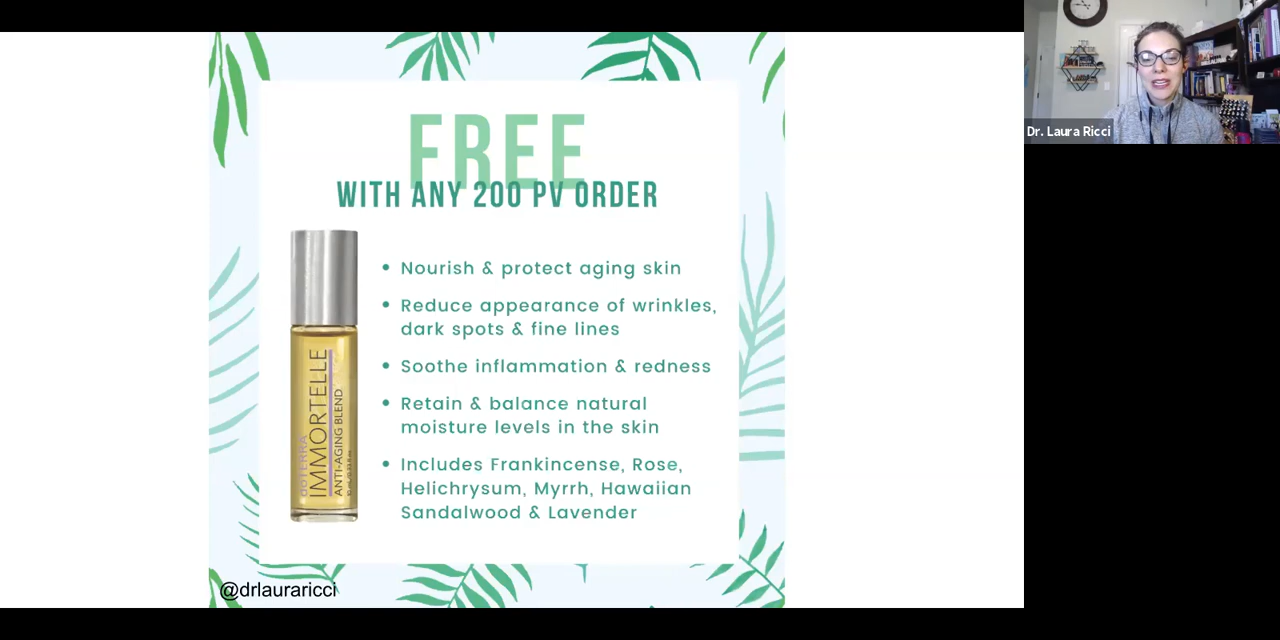 FREE
WITH ANY 200 PV ORDER
• Nourish & protect aging skin
• Reduce appearance of wrinkles,
dark spots & fine lines
• Soothe inflammation & redness
• Retain & balance natural
moisture levels in the skin
• Includes Frankincense, Rose,
Helichrysum, Myrrh, Hawaiian
Sandalwood & Lavender
doTERRA
IMMORTELLE
ANTI-AGING BLEND
@drlauraricci
Dr. Laura Ricci